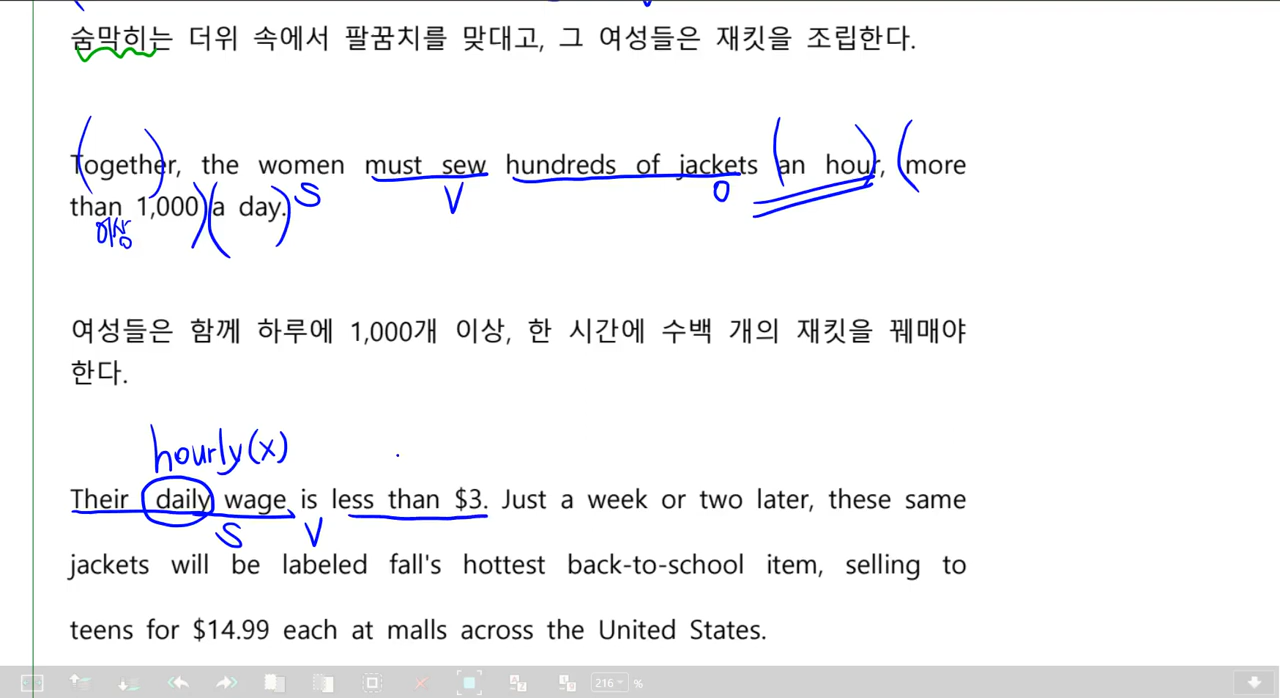 숨막히는 더위 속에서 팔꿈치를 맞대고, 그 여성들은 재킷을 조립한다.
Together, the women must sew hundreds of jackets an hour, (more
S
V
O
than 1,000) a day.
이상
여성들은 함께 하루에 1,000개 이상, 한 시간에 수백 개의 재킷을 꿰매야
한다.
hourly(x)
Their daily wage is less than $3. Just a week or two later, these same
S
V
jackets will be labeled fall's hottest back-to-school item, selling to
teens for $14.99 each at malls across the United States.
216 %